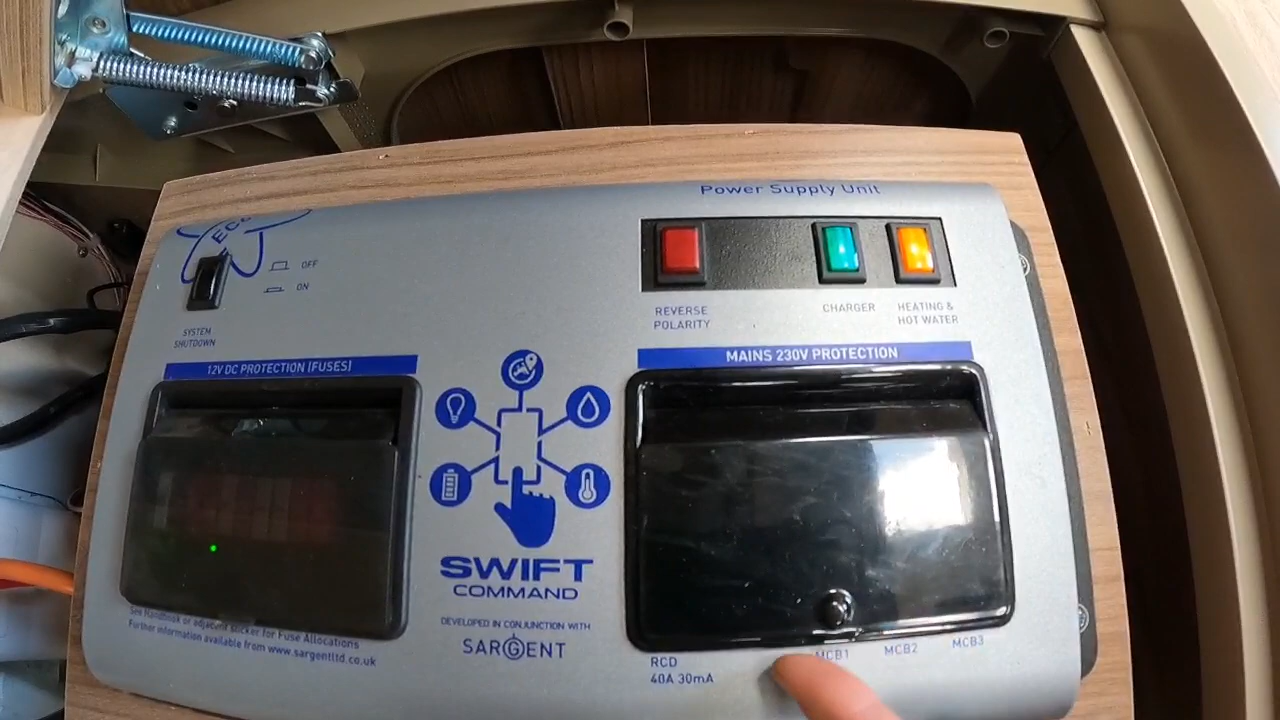 Power Supply Unit
ECU
OFF
ON
SYSTEM
SHUTDOWN
REVERSE
POLARITY
CHARGER
HEATING &
HOT WATER
12V DC PROTECTION (FUSES)
MAINS 230V PROTECTION
SWIFT
COMMAND
DEVELOPED IN CONJUNCTION WITH
SARGENT
See Handbook or adjacent sticker for Fuse Allocations
Further information available from www.sargentltd.co.uk
RCD
40A 30mA
MCB1
MCB2
MCB3